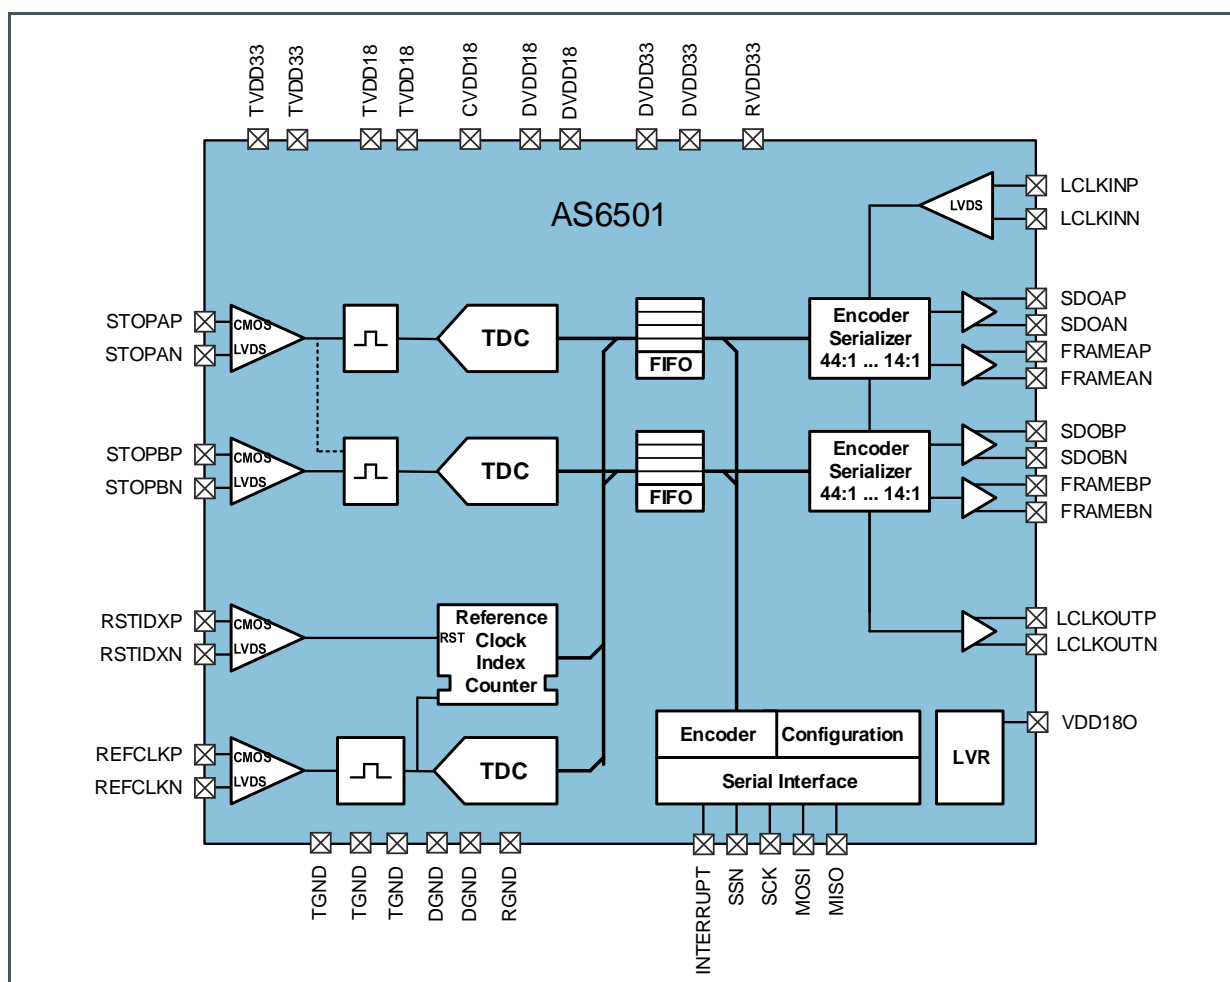 TVDD33
TVDD33
TVDD18
TVDD18
CVDD18
DVDD18
DVDD18
DVDD33
DVDD33
RVDD33
AS6501
LVDS
LCLKINP
LCLKINN
STOPAP
STOPAN
CMOS
LVDS
TDC
FIFO
Encoder
Serializer
44:1 ... 14:1
SDOAP
SDOAN
FRAMEAP
FRAMEAN
STOPBP
STOPBN
CMOS
LVDS
TDC
FIFO
Encoder
Serializer
44:1 ... 14:1
SDOBP
SDOBN
FRAMEBP
FRAMEBN
RSTIDXP
RSTIDXN
CMOS
LVDS
RST
Reference
Clock
Index
Counter
LCLKOUTP
LCLKOUTN
REFCLKP
REFCLKN
CMOS
LVDS
TDC
Encoder
Configuration
Serial Interface
LVR
VDD18O
TGND
TGND
TGND
DGND
DGND
RGND
INTERRUPT
SSN
SCK
MOSI
MISO